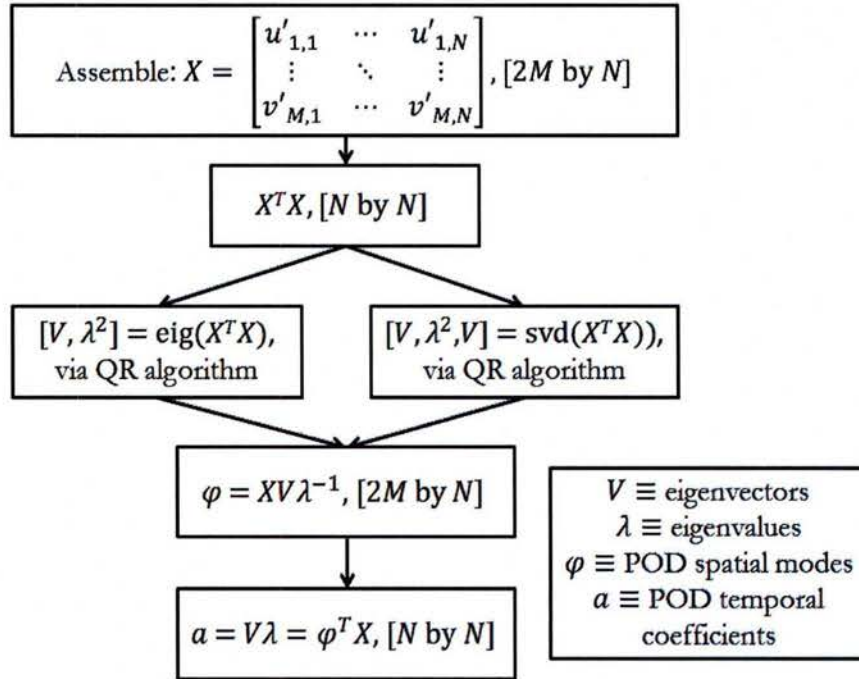 Assemble: X = [u'₁,₁ ⋯ u'₁,N
⋮ ⋱ ⋮
v'M,₁ ⋯ v'M,N], [2M by N]
XᵀX, [N by N]
[V, λ²] = eig(XᵀX),
via QR algorithm
[V, λ²,V] = svd(XᵀX)),
via QR algorithm
φ = XVλ⁻¹, [2M by N]
a = Vλ = φᵀX, [N by N]
V ≡ eigenvectors
λ ≡ eigenvalues
φ ≡ POD spatial modes
a ≡ POD temporal
coefficients